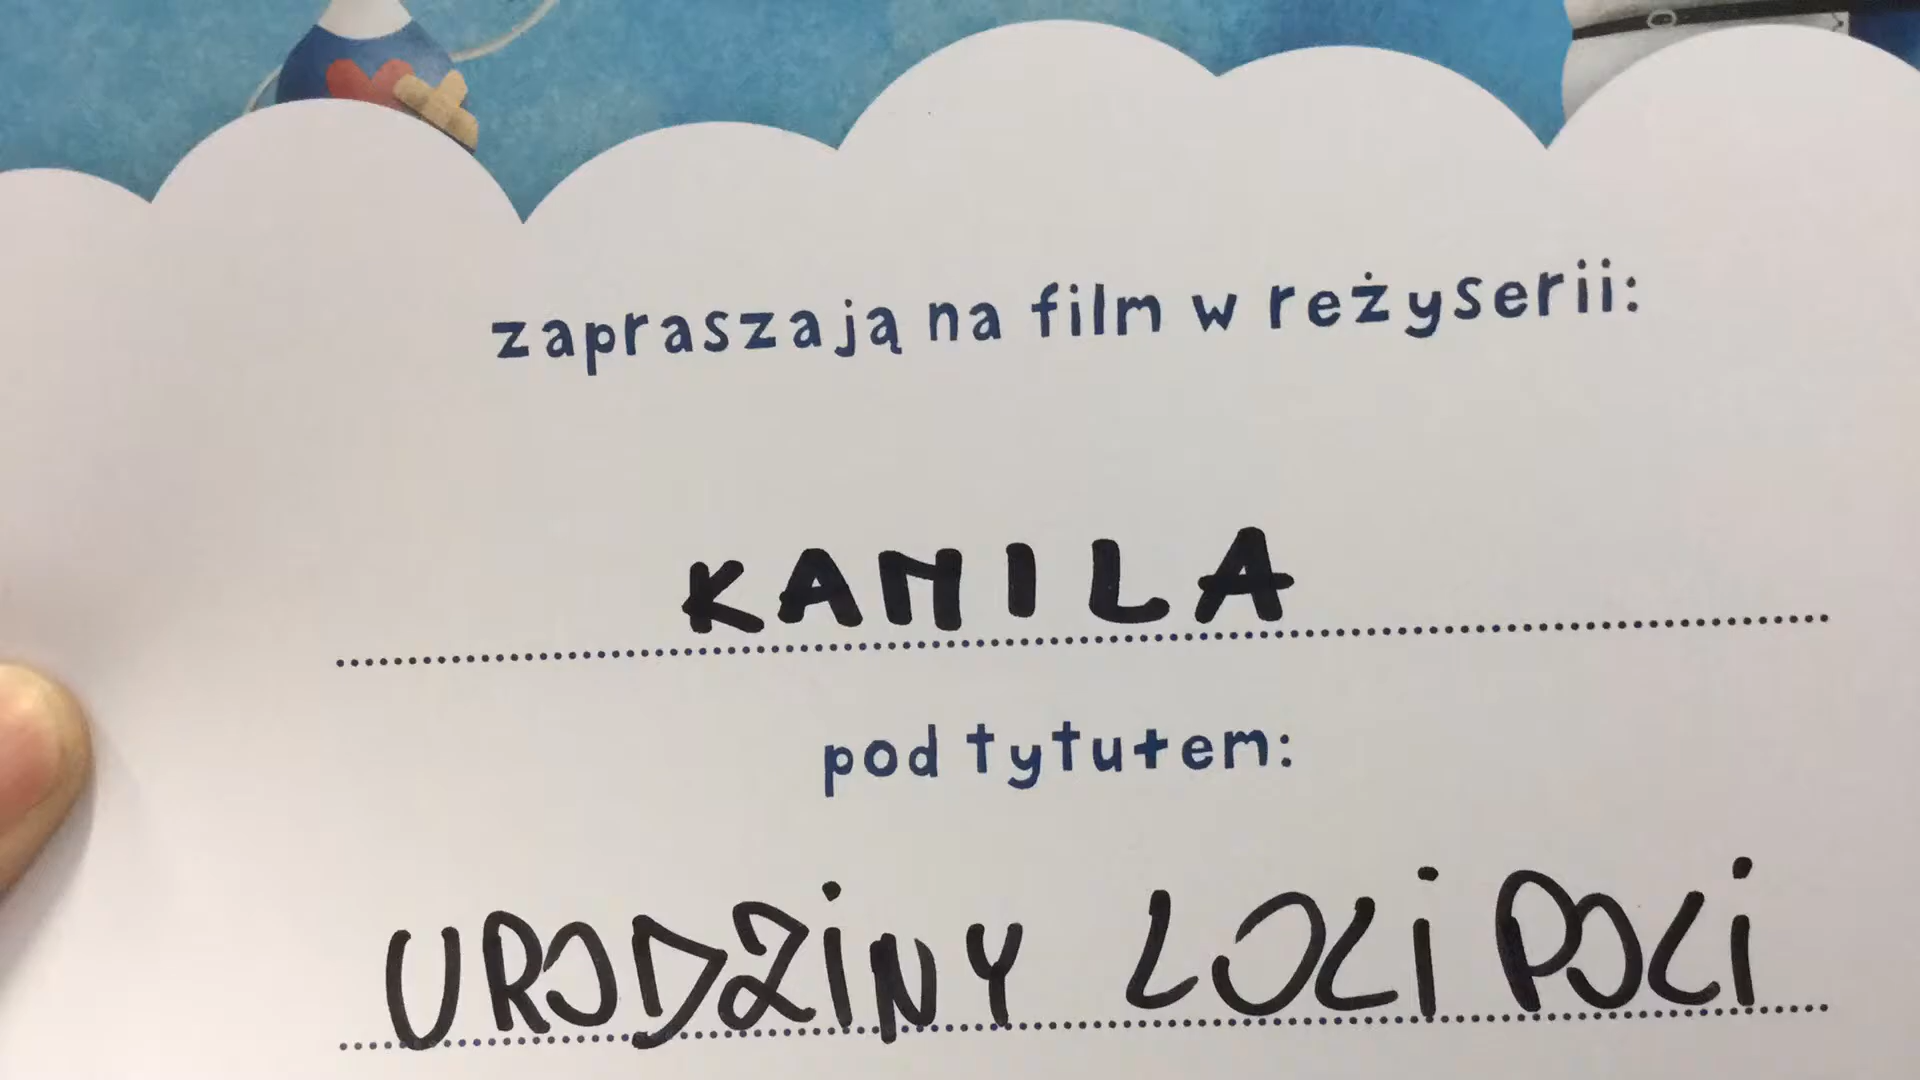 zapraszają na film w reżyserii:
KAMILA
pod tytułem:
URODZINY LOLI POLI